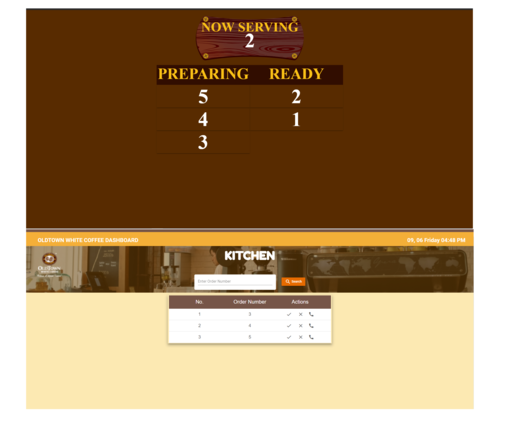 NOW SERVING
2
PREPARING READY
5 2
4 1
3
OLDTOWN WHITE COFFEE DASHBOARD 09, 06 Friday 04:40 PM
KITCHEN
Enter Order Number Search
No. Order Number Actions
1 3
2 4
3 5